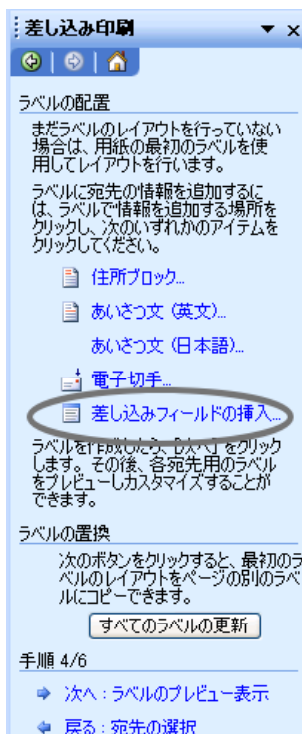 差し込み印刷
ラベルの配置
まだラベルのレイアウトを行っていない
場合は、用紙の最初のラベルを使
用してレイアウトを行います。
ラベルに宛先の情報を追加するに
は、ラベルで情報を追加する場所を
クリックし、次のいずれかのアイテムを
クリックしてください。
住所ブロック...
あいさつ文 (英文)...
あいさつ文 (日本語)...
電子切手...
差し込みフィールドの挿入...
ラベルを作成したら、[次へ] をクリック
します。その後、各宛先用のラベル
をプレビューしカスタマイズすることが
できます。
ラベルの置換
次のボタンをクリックすると、最初のラ
ベルのレイアウトをページの別のラベ
ルにコピーできます。
すべてのラベルの更新
手順 4/6
次へ : ラベルのプレビュー表示
戻る : 宛先の選択